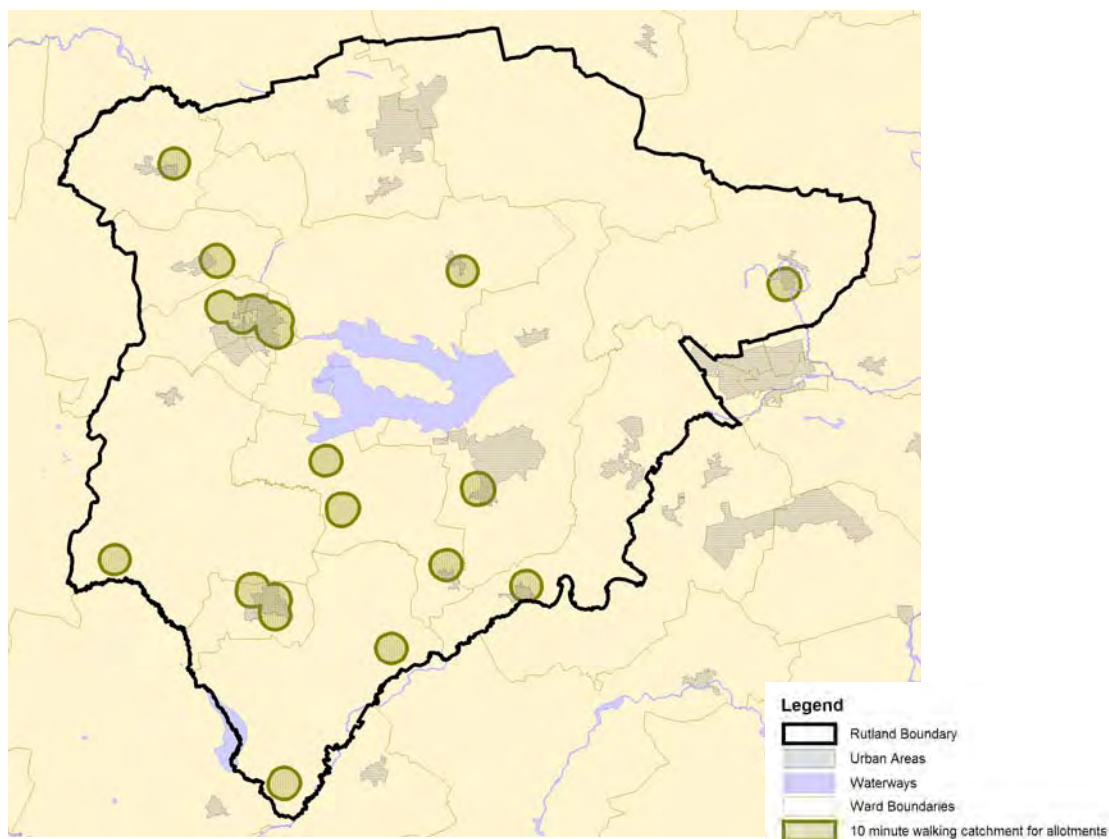 Legend
Rutland Boundary
Urban Areas
Waterways
Ward Boundaries
10 minute walking catchment for allotments